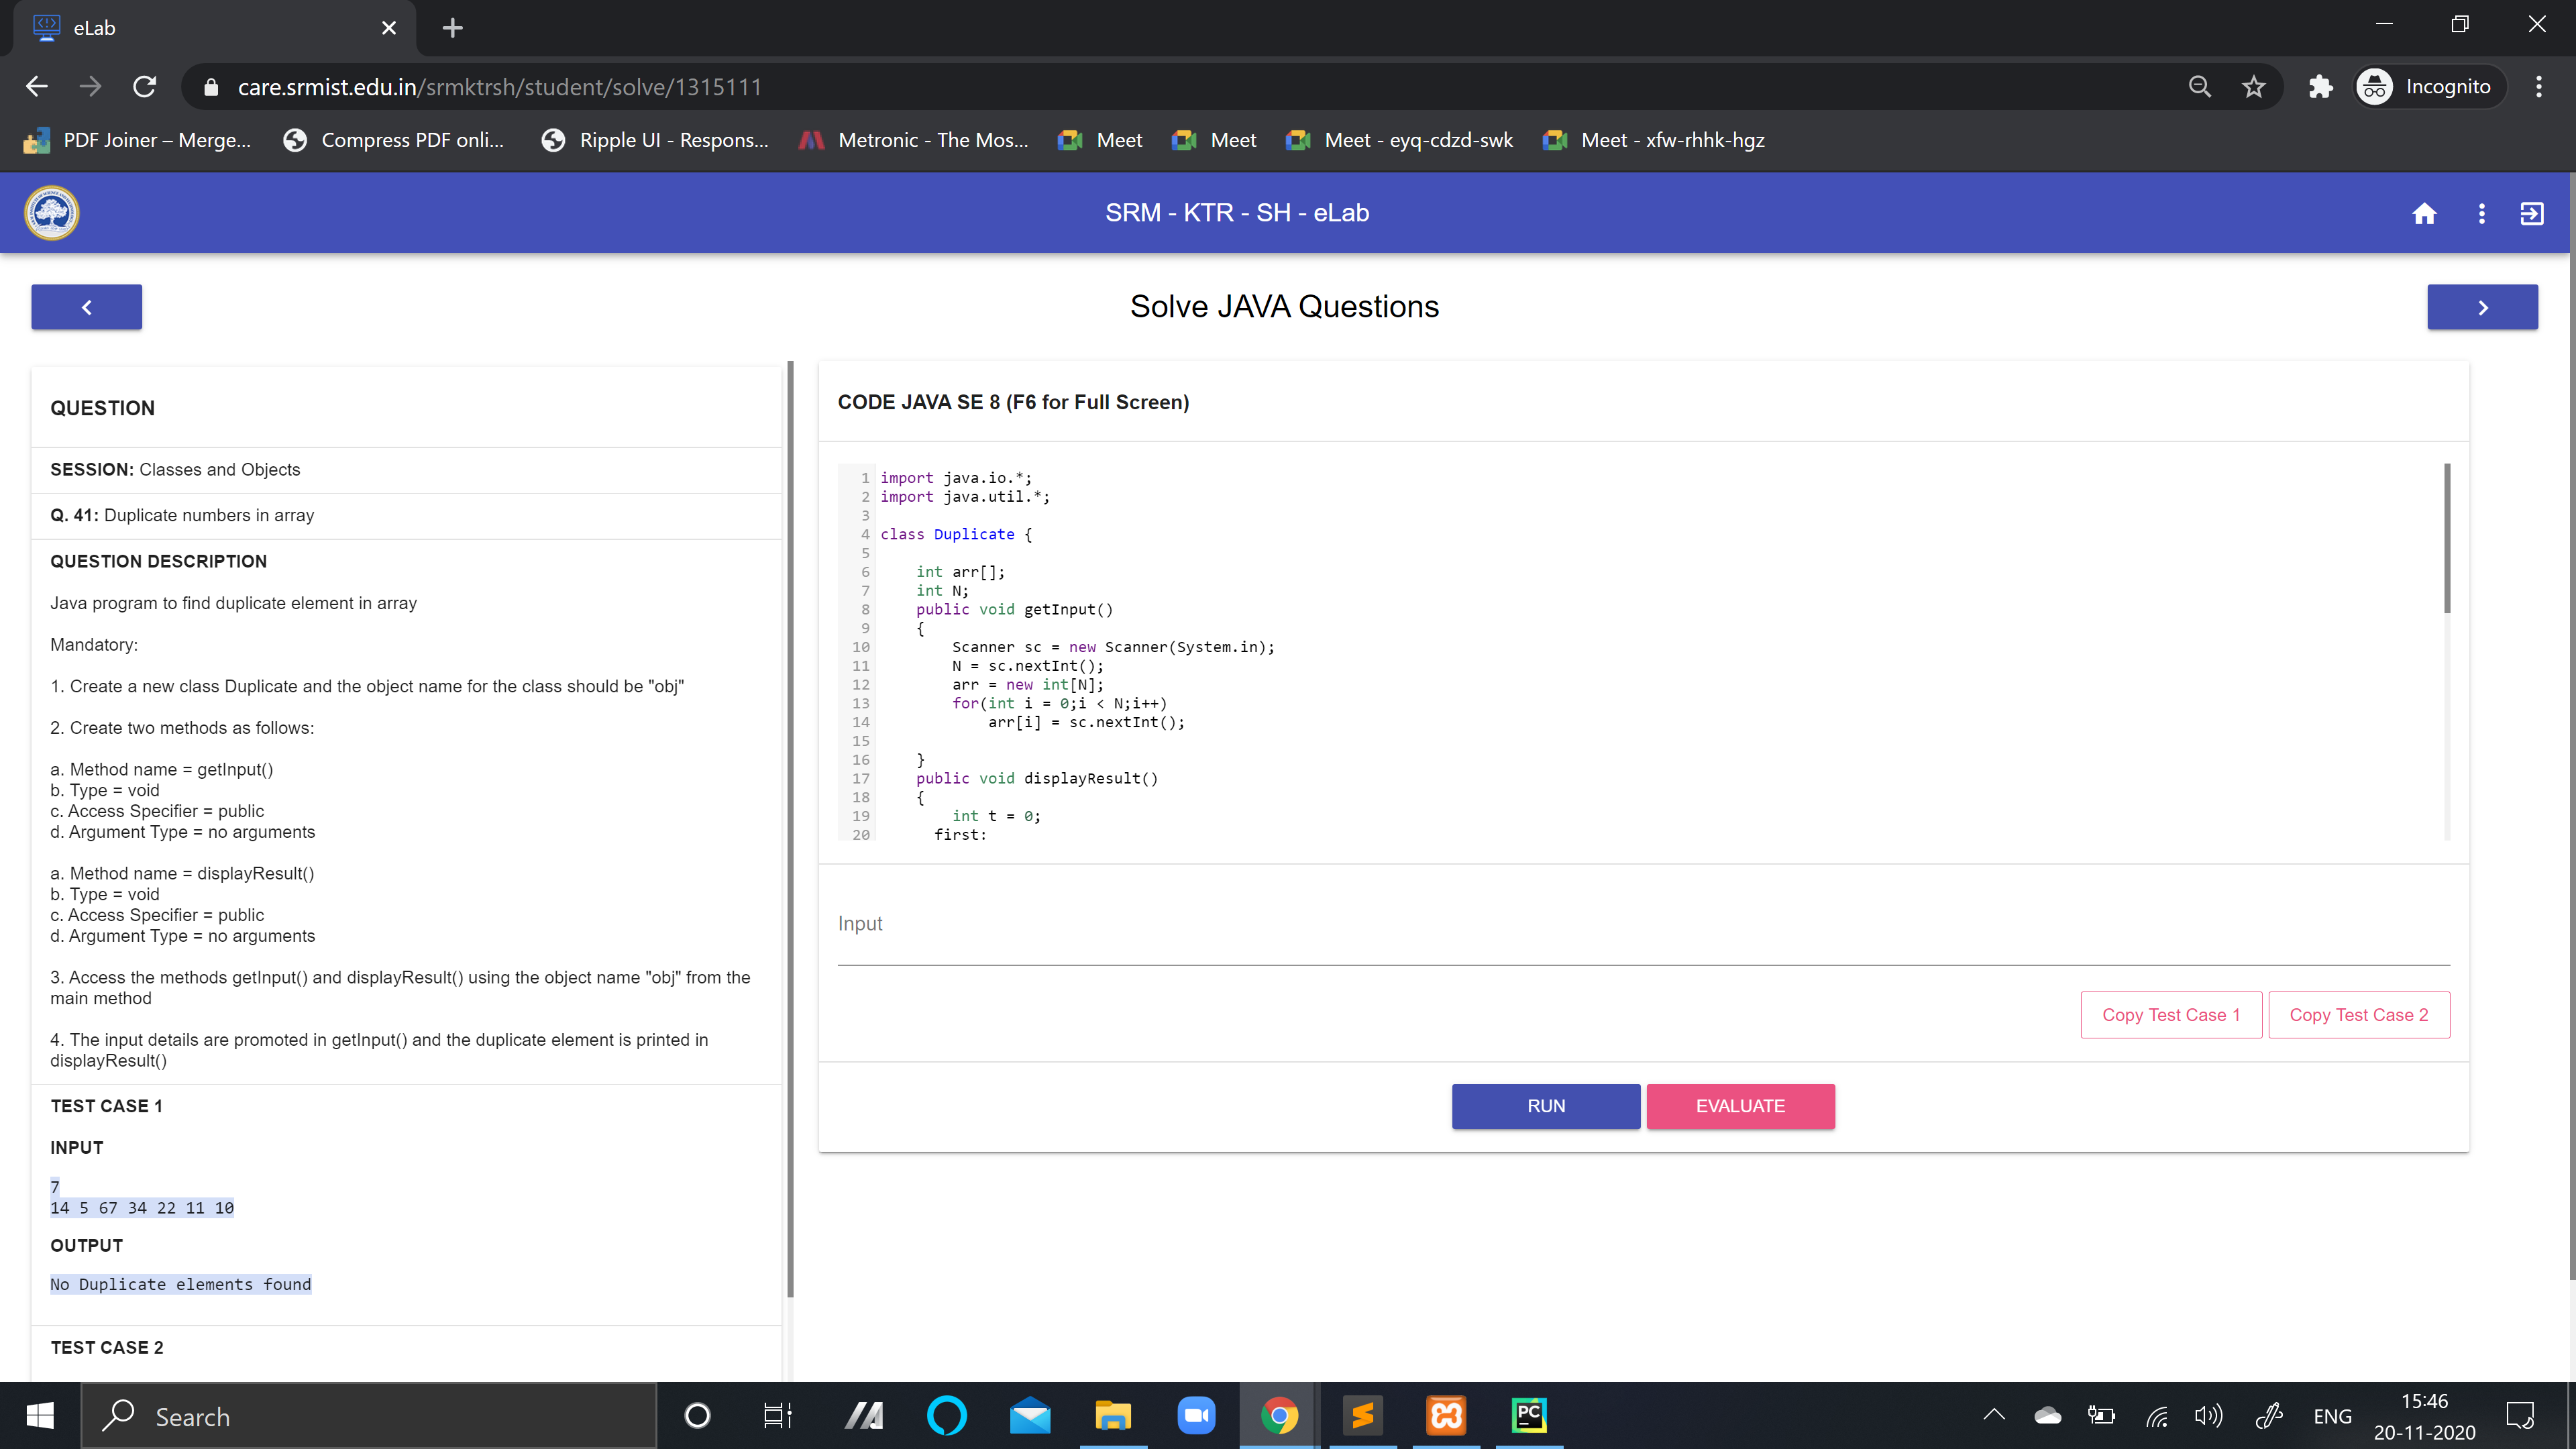 eLab
care.srmist.edu.in/srmktrsh/student/solve/1315111
Incognito
PDF Joiner – Merge...
Compress PDF onli...
Ripple UI - Respons...
Metronic - The Mos...
Meet
Meet
Meet - eyq-cdzd-swk
Meet - xfw-rhhk-hgz
SRM - KTR - SH - eLab
Solve JAVA Questions
QUESTION
SESSION: Classes and Objects
Q. 41: Duplicate numbers in array
QUESTION DESCRIPTION
Java program to find duplicate element in array
Mandatory:
1. Create a new class Duplicate and the object name for the class should be "obj"
2. Create two methods as follows:
a. Method name = getInput()
b. Type = void
c. Access Specifier = public
d. Argument Type = no arguments
a. Method name = displayResult()
b. Type = void
c. Access Specifier = public
d. Argument Type = no arguments
3. Access the methods getInput() and displayResult() using the object name "obj" from the
main method
4. The input details are promoted in getInput() and the duplicate element is printed in
displayResult()
TEST CASE 1
INPUT
7
14 5 67 34 22 11 10
OUTPUT
No Duplicate elements found
TEST CASE 2
CODE JAVA SE 8 (F6 for Full Screen)
1 import java.io.*;
2 import java.util.*;
3
4 class Duplicate {
5
6 int arr[];
7 int N;
8 public void getInput()
9 {
10 Scanner sc = new Scanner(System.in);
11 N = sc.nextInt();
12 arr = new int[N];
13 for(int i = 0;i < N;i++)
14 arr[i] = sc.nextInt();
15
16 }
17 public void displayResult()
18 {
19 int t = 0;
20 first:
Input
Copy Test Case 1
Copy Test Case 2
RUN
EVALUATE
Search
PC
ENG
15:46
20-11-2020